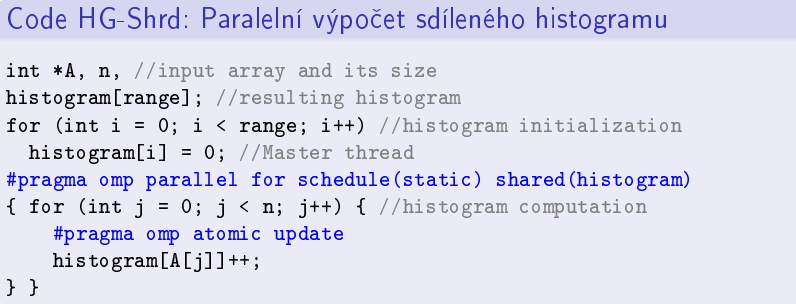 Code HG-Shrd: Paralelní výpočet sdíleného histogramu
int *A, n, //input array and its size
histogram[range]; //resulting histogram
for (int i = 0; i < range; i++) //histogram initialization
  histogram[i] = 0; //Master thread
#pragma omp parallel for schedule(static) shared(histogram)
{ for (int j = 0; j < n; j++) { //histogram computation
    #pragma omp atomic update
    histogram[A[j]]++;
} }